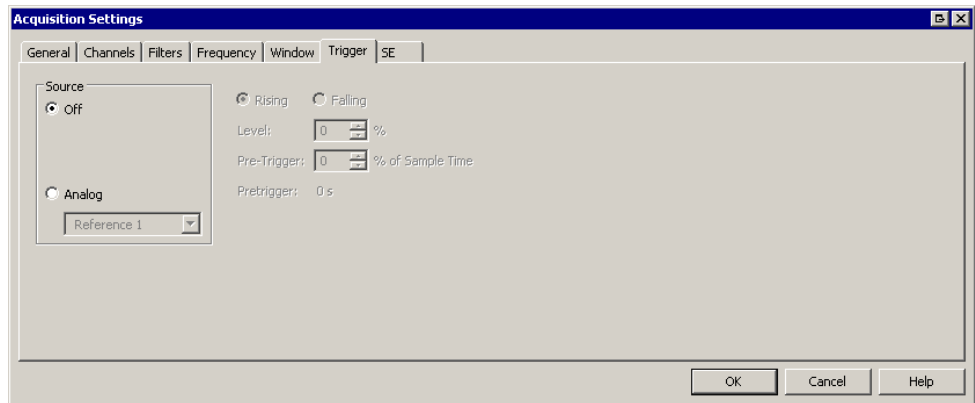 Acquisition Settings
General Channels Filters Frequency Window Trigger SE
Source
Off
Rising Falling
Level: 0 %
Pre-Trigger: 0 % of Sample Time
Analog
Pretrigger: 0 s
Reference 1
OK Cancel Help